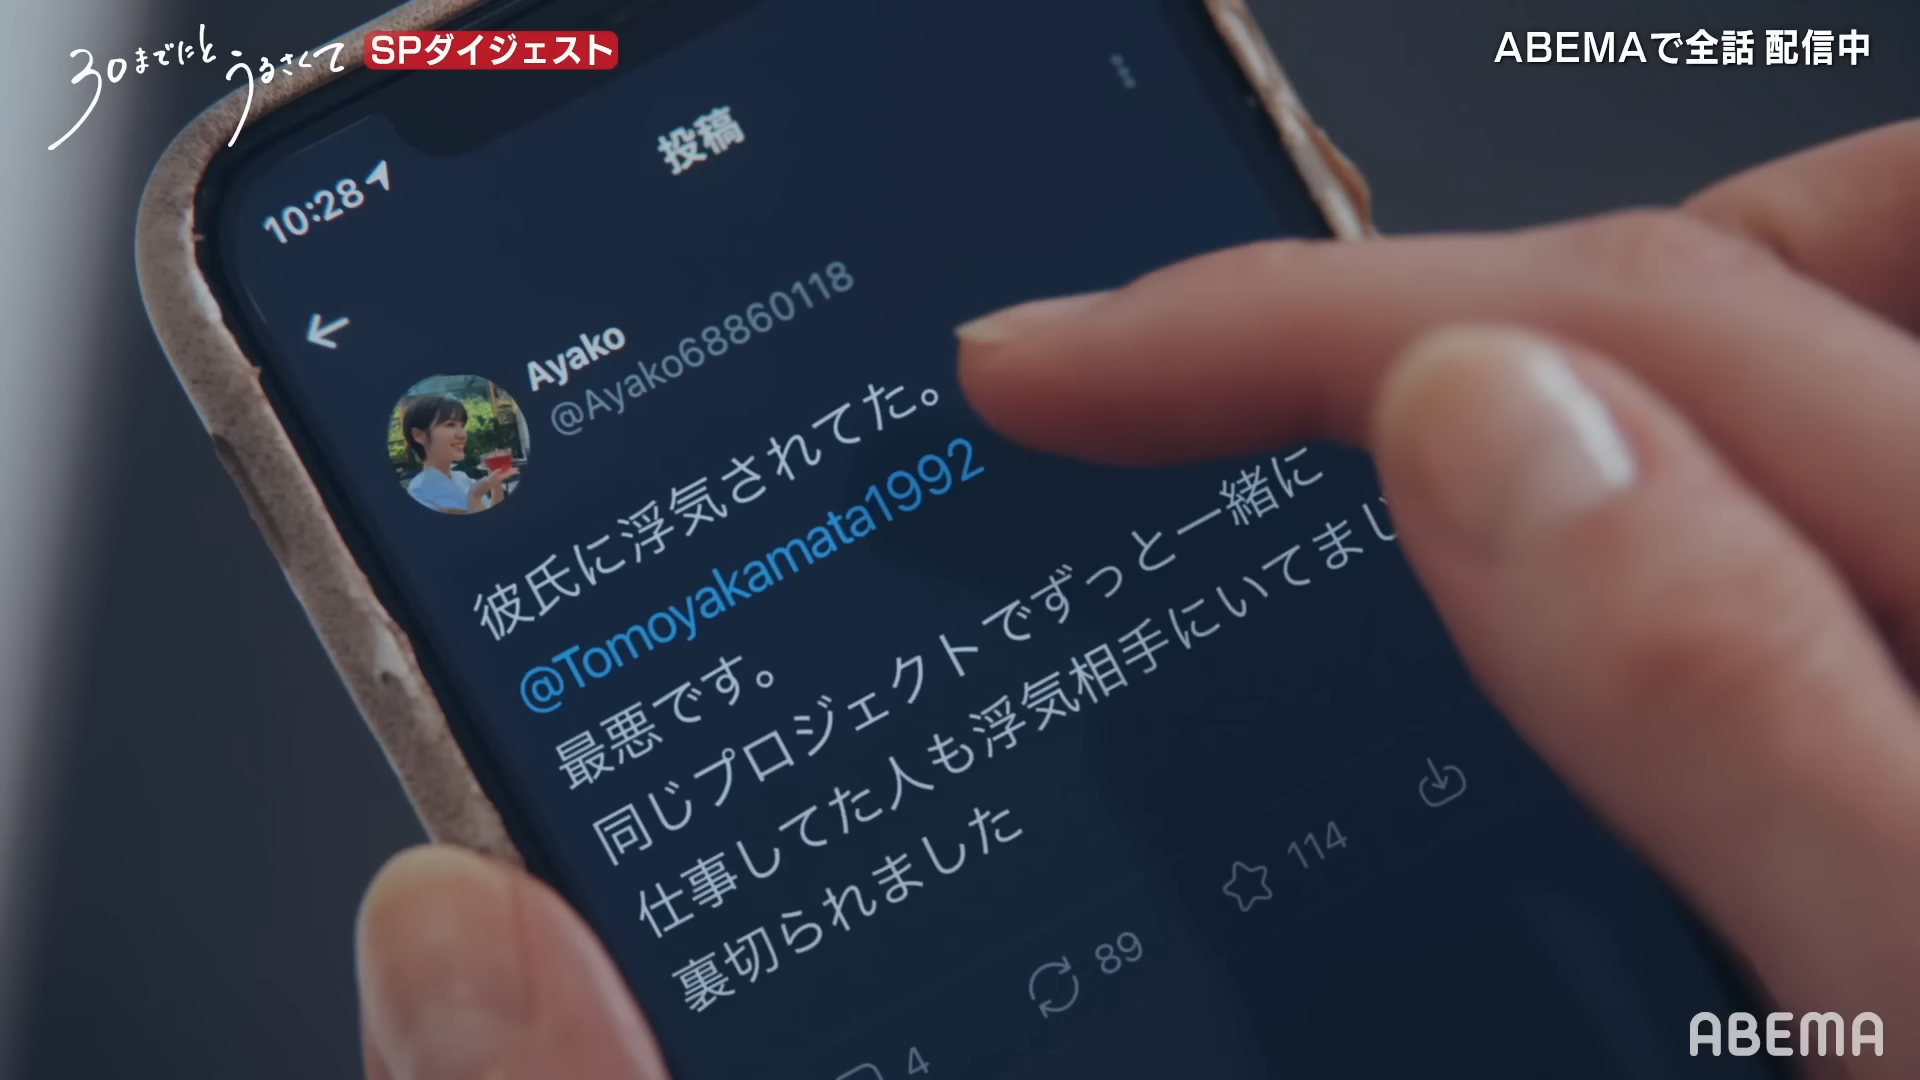 30までにとうるさくて
SPダイジェスト
ABEMAで全話 配信中
10:28
投稿
Ayako
@Ayako68860118
彼氏に浮気されてた。
@Tomoyakamata1992
最悪です。
同じプロジェクトでずっと一緒に
仕事してた人も浮気相手にいてまし
裏切られました
4
89
114
ABEMA